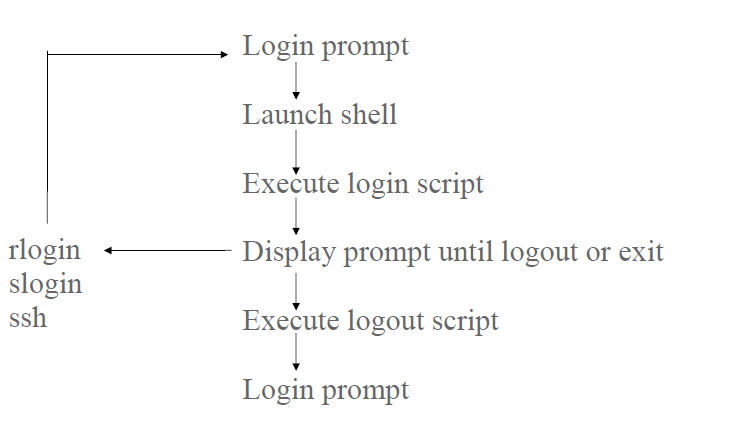 Login prompt
Launch shell
Execute login script
Display prompt until logout or exit
rlogin
slogin
ssh
Execute logout script
Login prompt